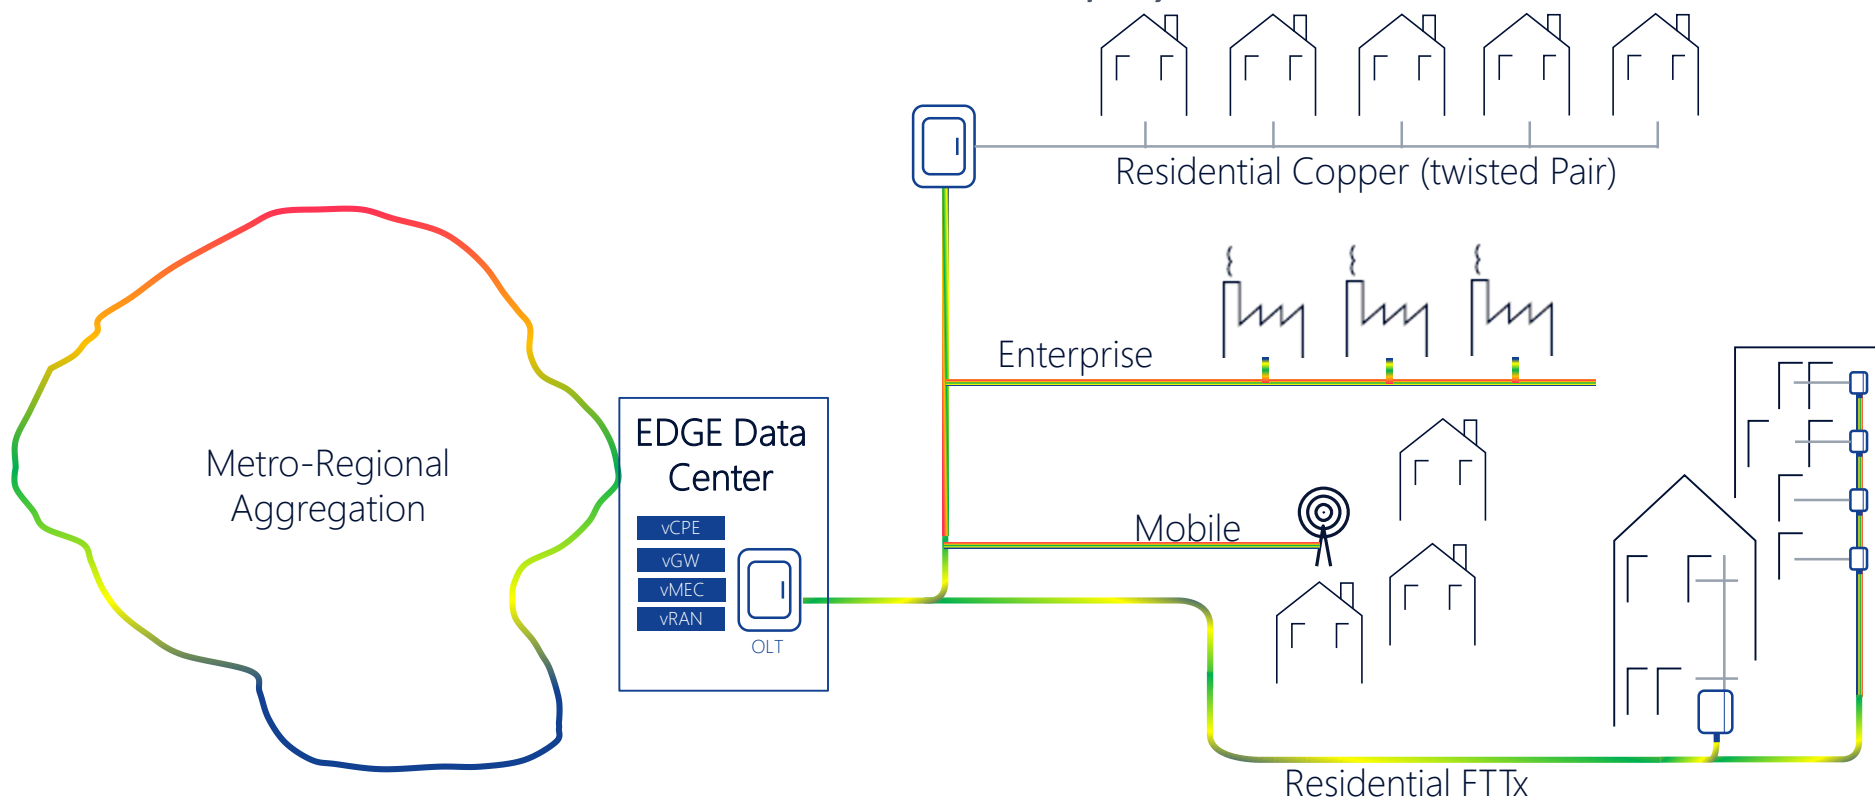 Residential Copper (twisted Pair)
Enterprise
EDGE Data
Center
Metro-Regional
Aggregation
vCPE
vGW
vMEC
vRAN
OLT
Mobile
Residential FTTx